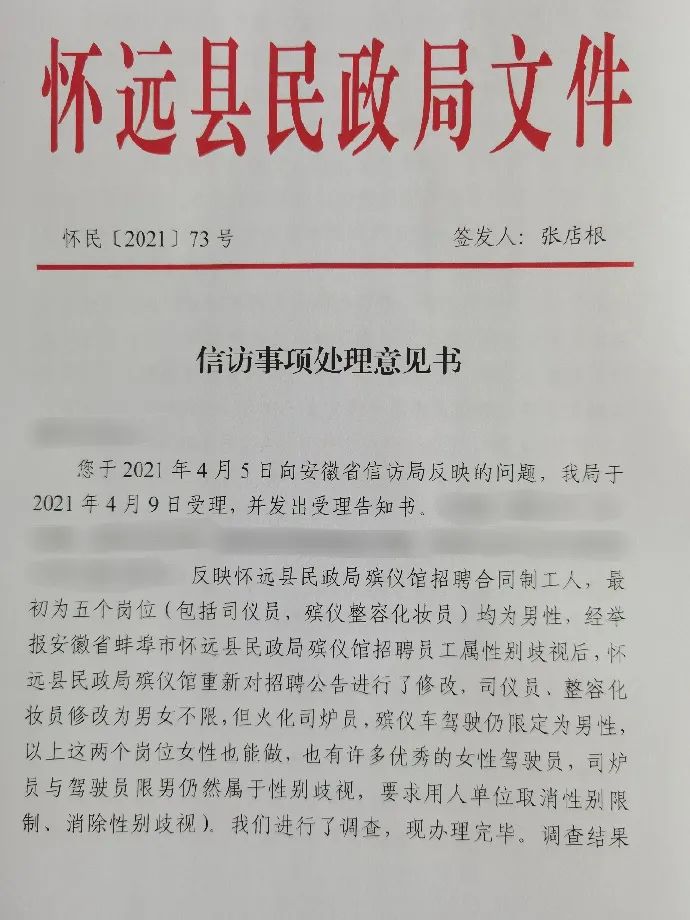 怀远县民政局文件
怀民〔2021〕73号 签发人：张店根
信访事项处理意见书
您于2021年4月5日向安徽省信访局反映的问题，我局于
2021年4月9日受理，并发出受理告知书。
反映怀远县民政局殡仪馆招聘合同制工人，最
初为五个岗位（包括司仪员，殡仪整容化妆员）均为男性，经举
报安徽省蚌埠市怀远县民政局殡仪馆招聘员工属性别歧视后，怀
远县民政局殡仪馆重新对招聘公告进行了修改，司仪员、整容化
妆员修改为男女不限，但火化司炉员，殡仪车驾驶仍限定为男性，
以上这两个岗位女性也能做，也有许多优秀的女性驾驶员，司炉
员与驾驶员限男仍然属于性别歧视，要求用人单位取消性别限
制、消除性别歧视）。我们进行了调查，现办理完毕。调查结果